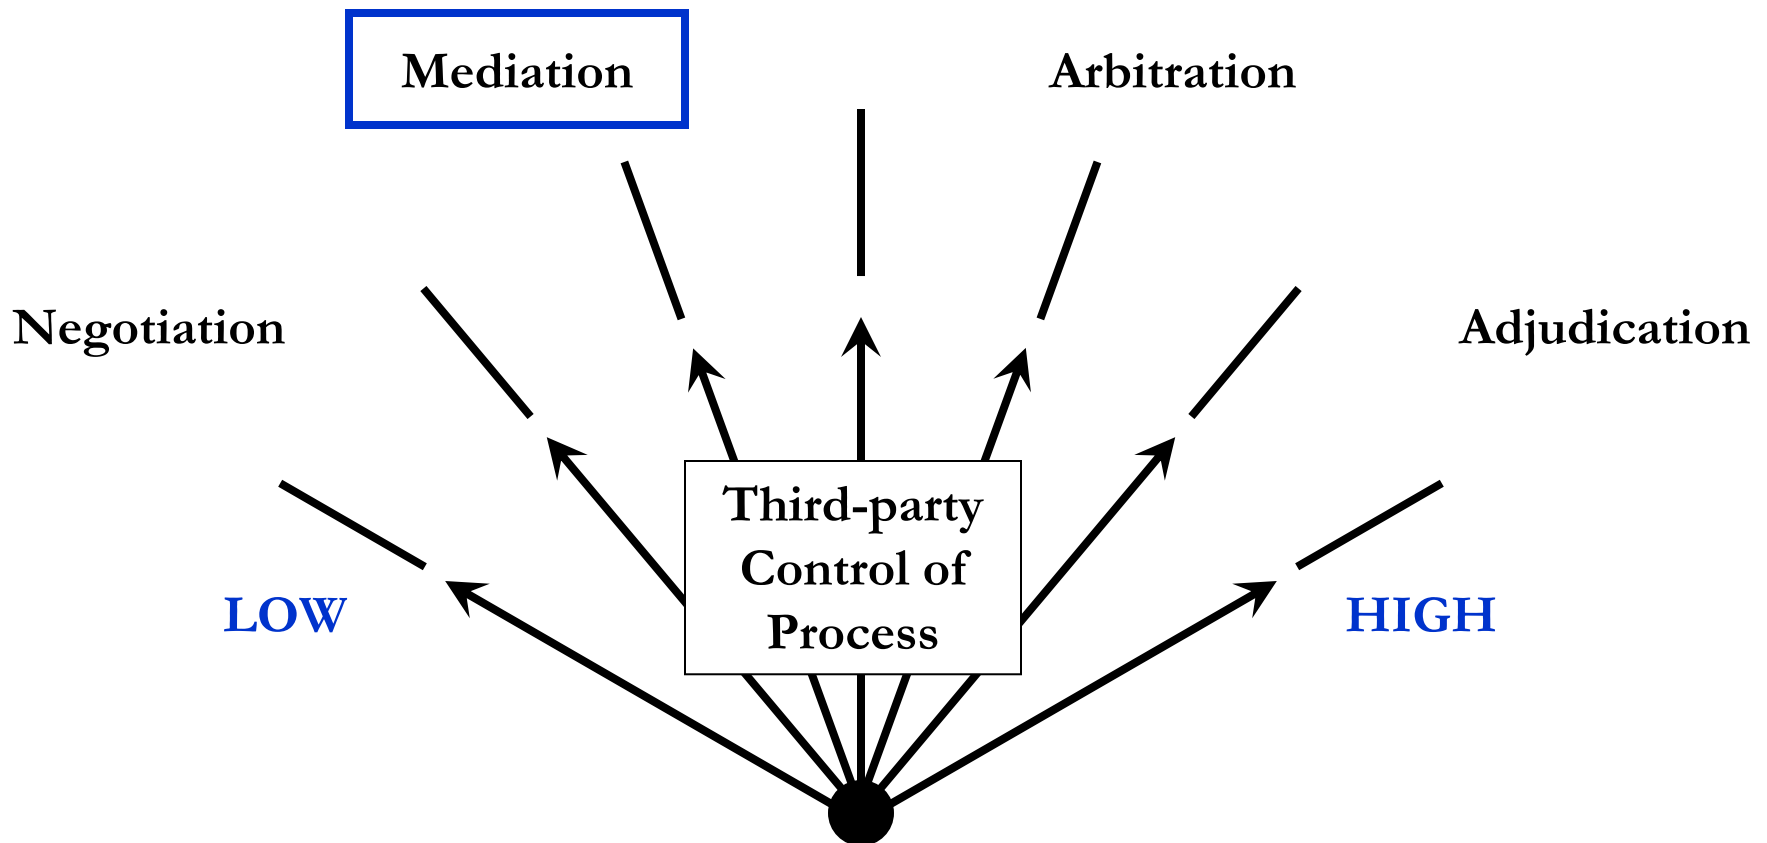 Mediation
Arbitration
Negotiation
Adjudication
Third-party
Control of
Process
LOW
HIGH